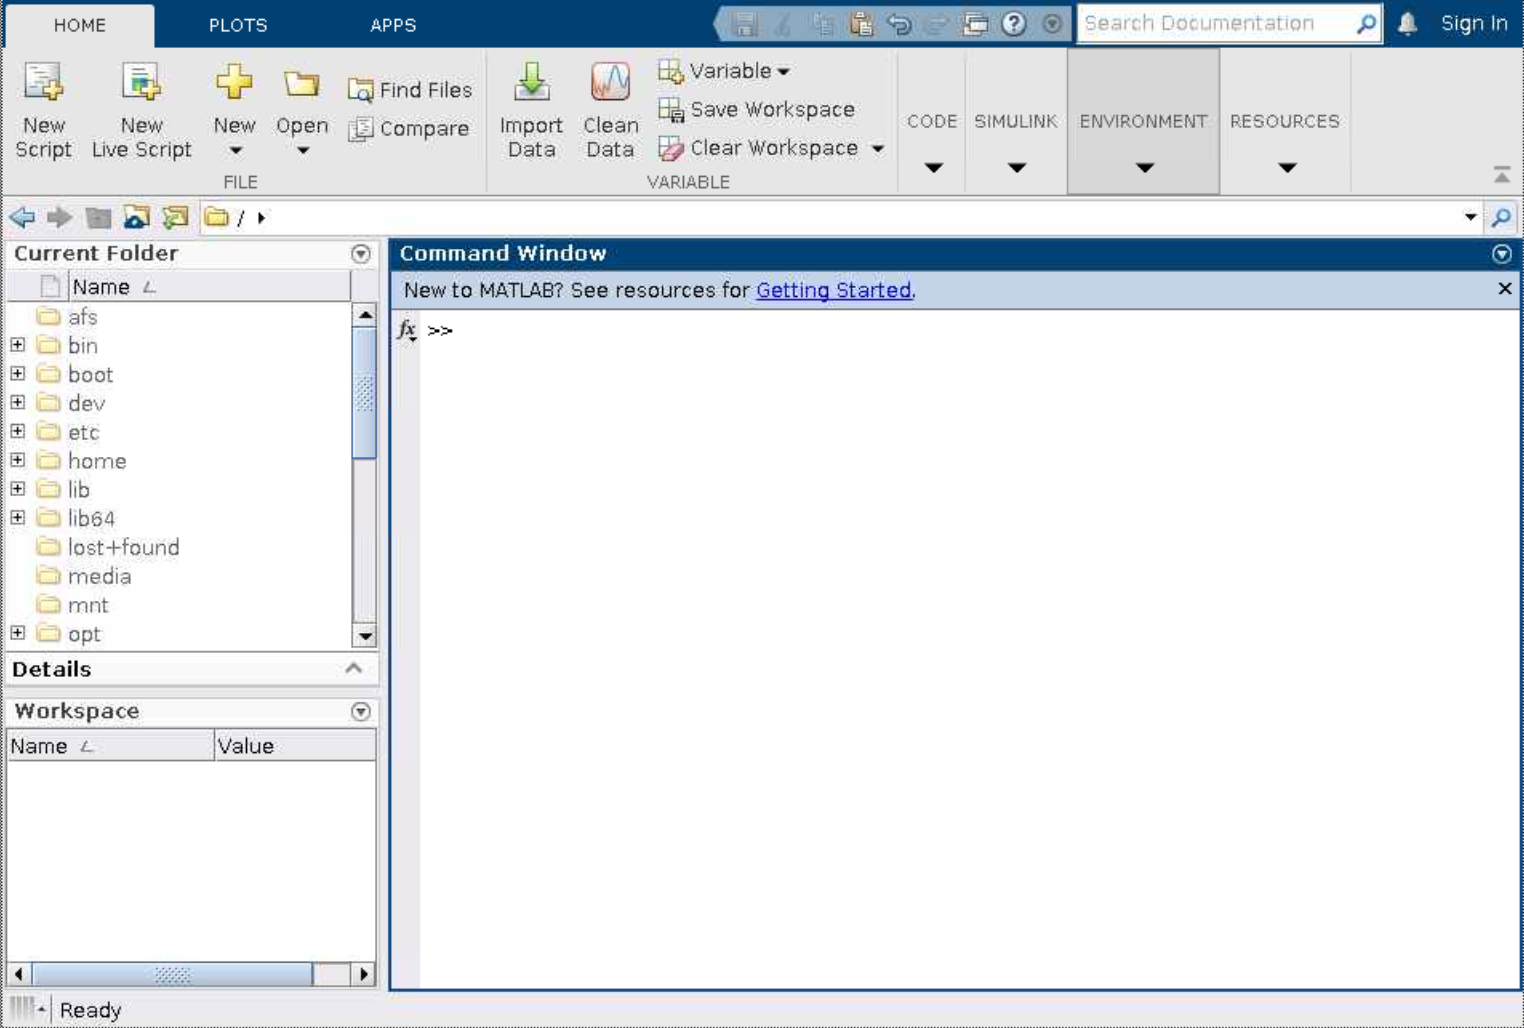 HOME PLOTS APPS Search Documentation Sign In
New Script
New Live Script
New
Open
Find Files
Compare
FILE
Import Data
Clean Data
Variable
Save Workspace
Clear Workspace
VARIABLE
CODE
SIMULINK
ENVIRONMENT
RESOURCES
/
Current Folder
Name
afs
bin
boot
dev
etc
home
lib
lib64
lost+found
media
mnt
opt
Details
Workspace
Name Value
Command Window
New to MATLAB? See resources for Getting Started.
fx >>
Ready